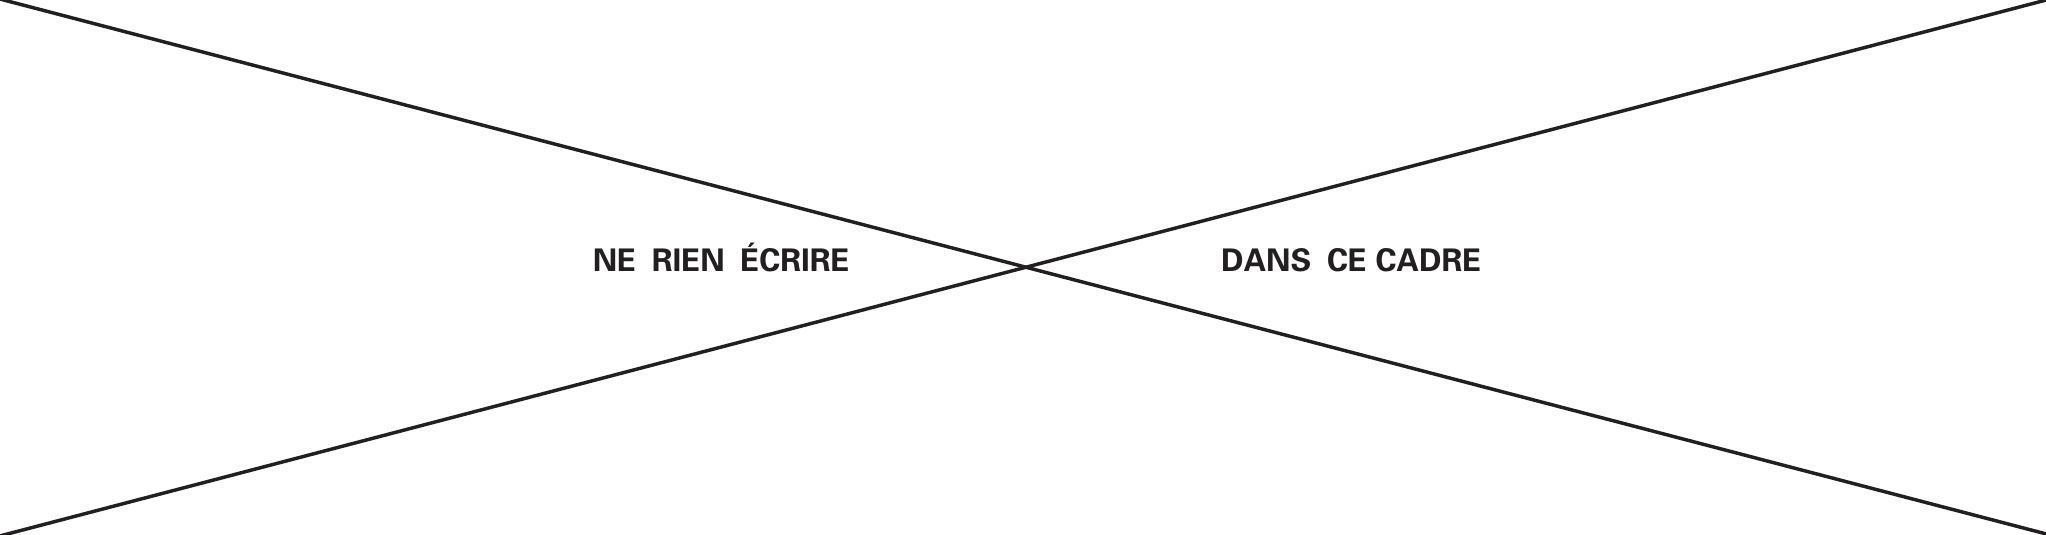 NE RIEN ÉCRIRE DANS CE CADRE